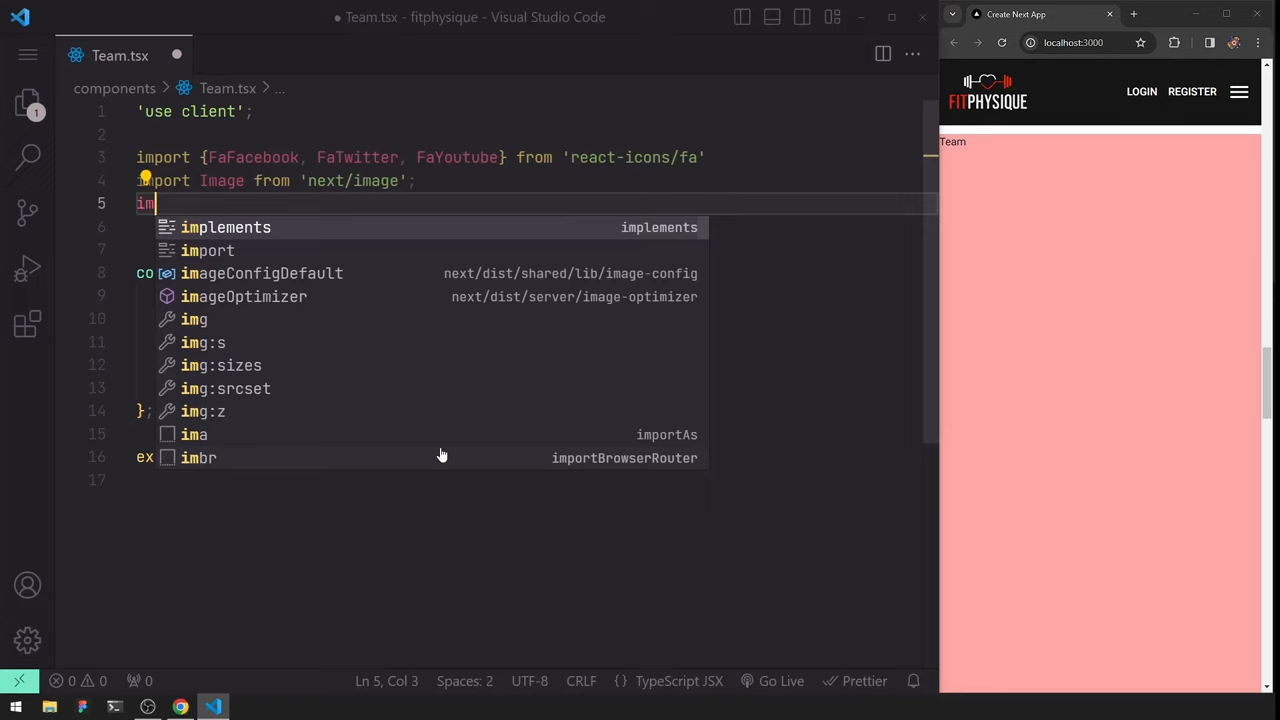 Team.tsx - fitphysique - Visual Studio Code
Team.tsx
components > Team.tsx > ...
1 'use client';
2
3 import {FaFacebook, FaTwitter, FaYoutube} from 'react-icons/fa'
4 import Image from 'next/image';
5 im
6 implements implements
7 import
8 co imageConfigDefault next/dist/shared/lib/image-config
9 imageOptimizer next/dist/server/image-optimizer
10 img
11 img:s
12 img:sizes
13 img:srcset
14 }; img:z
15 ima importAs
16 ex imbr importBrowserRouter
17
1
0 0 0
Ln 5, Col 3 Spaces: 2 UTF-8 CRLF {} TypeScript JSX Go Live Prettier
Create Next App
localhost:3000
FITPHYSIQUE
LOGIN REGISTER
Team